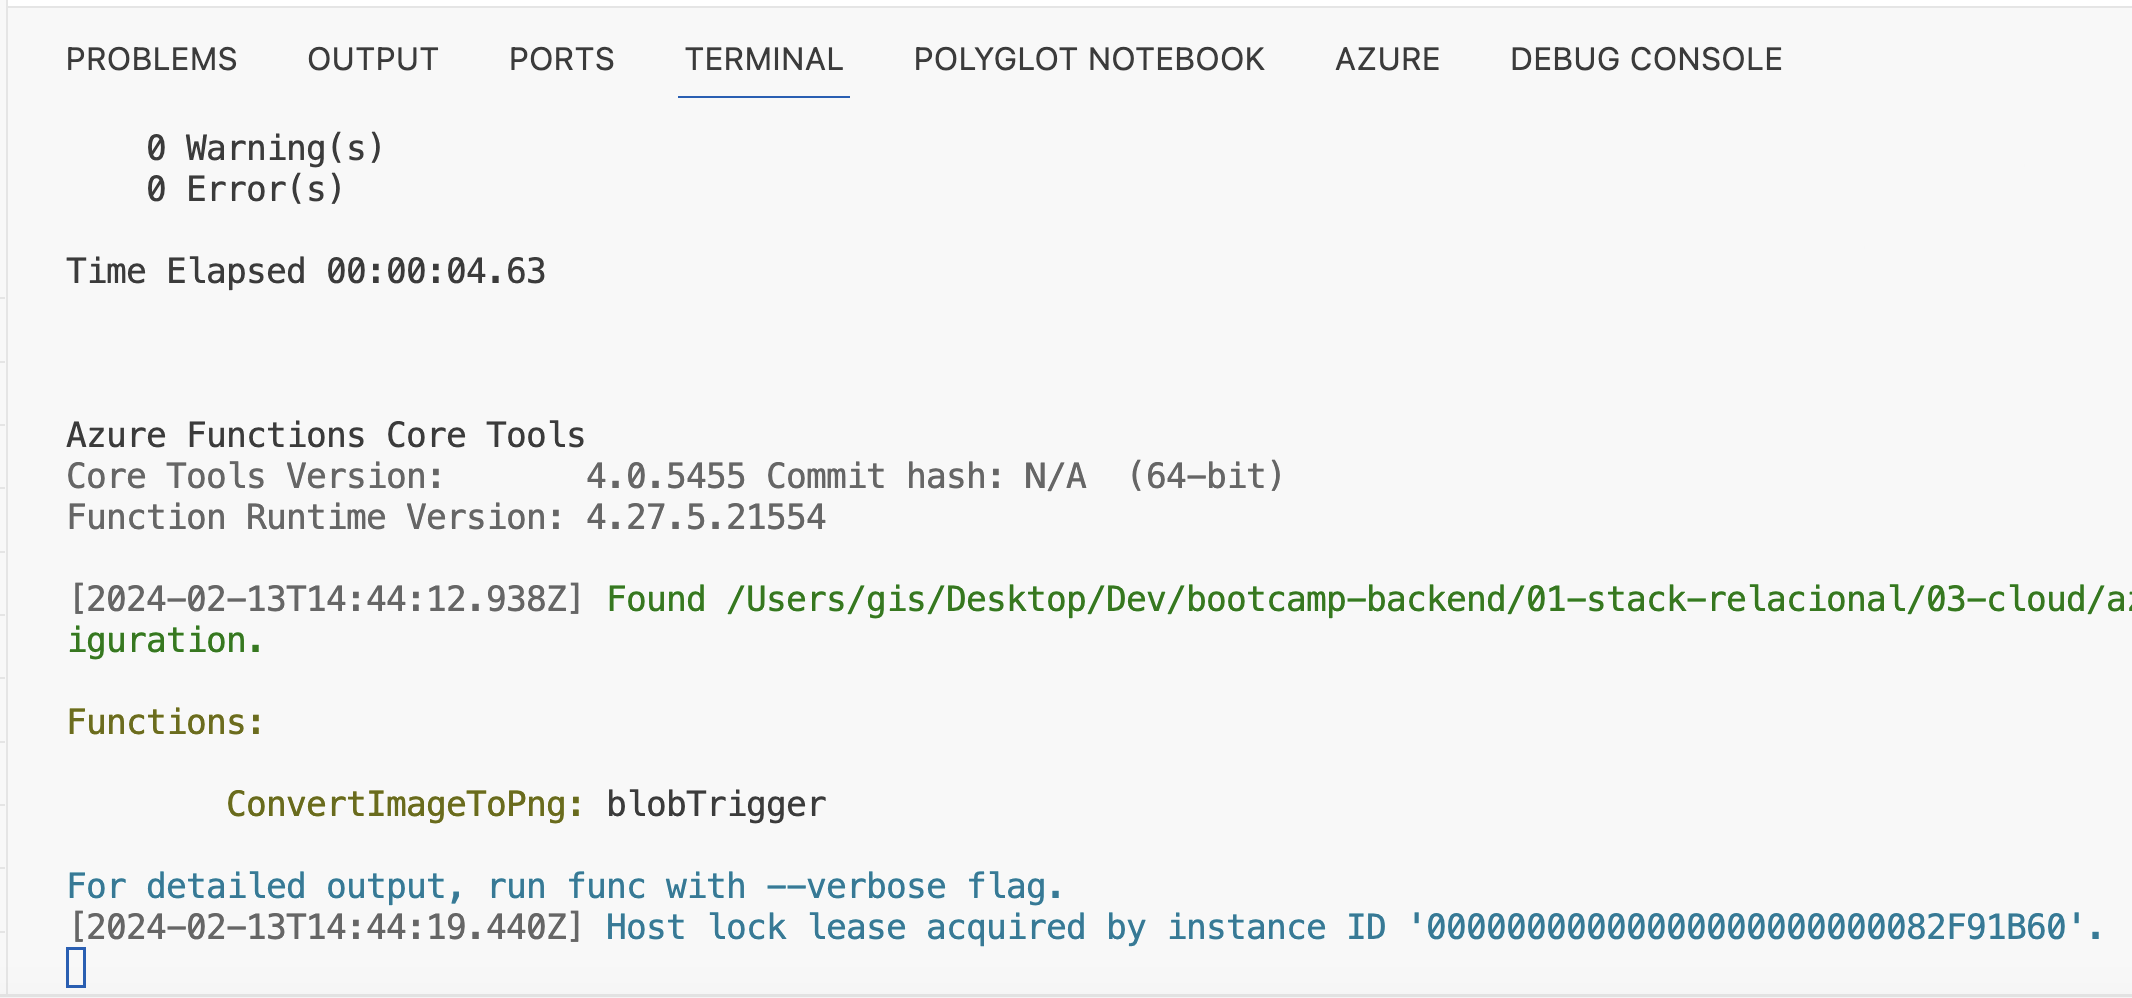 PROBLEMS OUTPUT PORTS TERMINAL POLYGLOT NOTEBOOK AZURE DEBUG CONSOLE
0 Warning(s)
0 Error(s)
Time Elapsed 00:00:04.63
Azure Functions Core Tools
Core Tools Version: 4.0.5455 Commit hash: N/A (64-bit)
Function Runtime Version: 4.27.5.21554
[2024-02-13T14:44:12.938Z] Found /Users/gis/Desktop/Dev/bootcamp-backend/01-stack-relacional/03-cloud/
iguration.
Functions:
ConvertImageToPng: blobTrigger
For detailed output, run func with --verbose flag.
[2024-02-13T14:44:19.440Z] Host lock lease acquired by instance ID '00000000000000000000000082F91B60'.